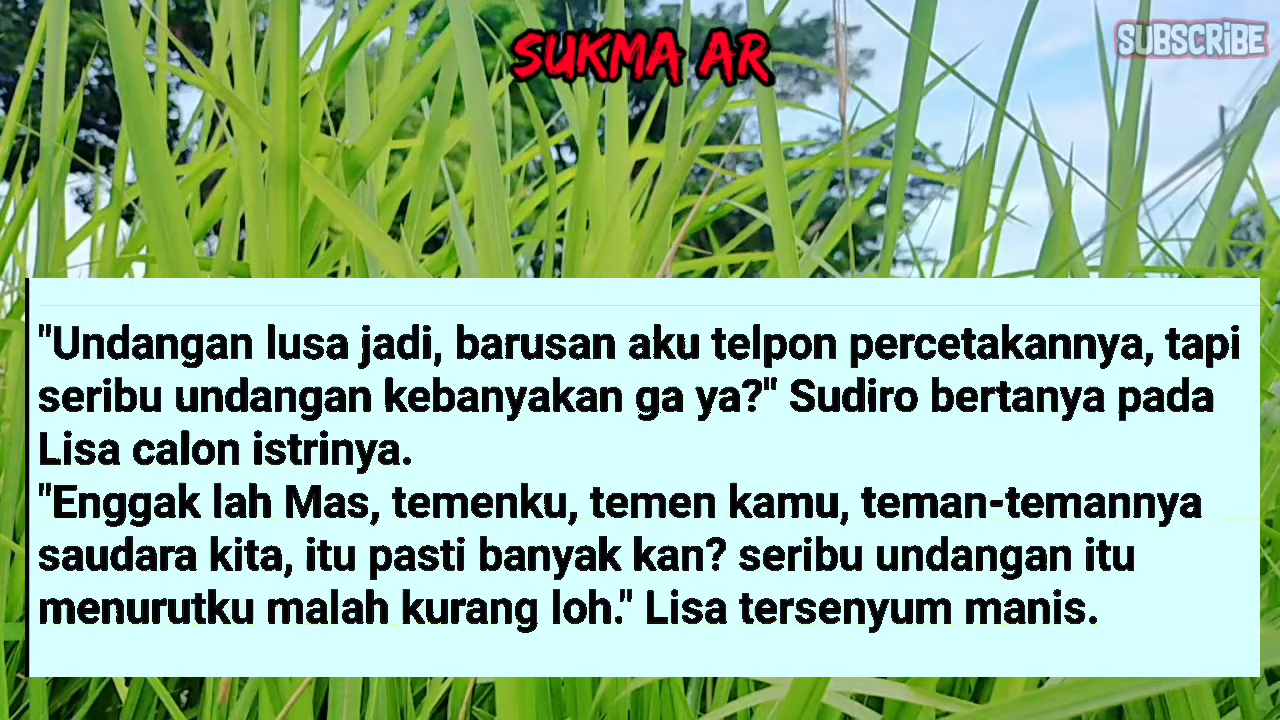 SUKMA AR
SUBSCRIBE
"Undangan lusa jadi, barusan aku telpon percetakannya, tapi
seribu undangan kebanyakan ga ya?" Sudiro bertanya pada
Lisa calon istrinya.
"Enggak lah Mas, temenku, temen kamu, teman-temannya
saudara kita, itu pasti banyak kan? seribu undangan itu
menurutku malah kurang loh." Lisa tersenyum manis.